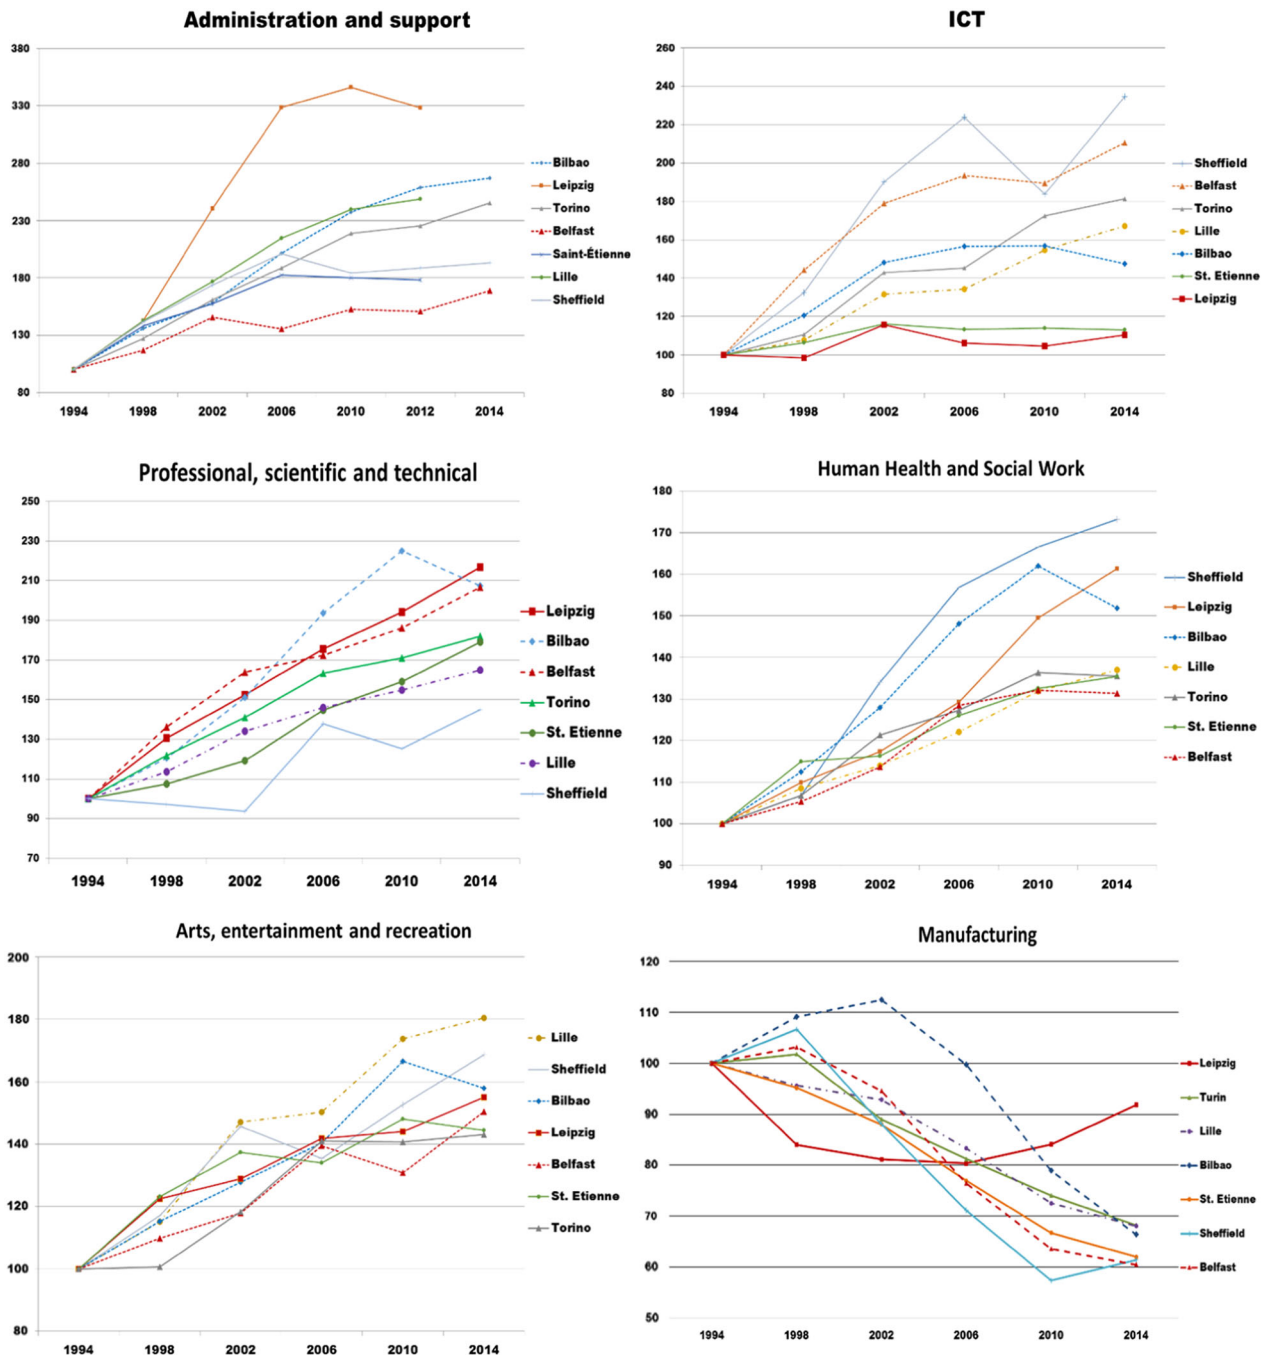 Administration and support
380
330
280
230
180
130
80
1994 1998 2002 2006 2010 2012 2014
Bilbao
Leipzig
Torino
Belfast
Saint-Étienne
Lille
Sheffield
ICT
260
240
220
200
180
160
140
120
100
80
1994 1998 2002 2006 2010 2014
Sheffield
Belfast
Torino
Lille
Bilbao
St. Etienne
Leipzig
Professional, scientific and technical
250
230
210
190
170
150
130
110
90
70
1994 1998 2002 2006 2010 2014
Leipzig
Bilbao
Belfast
Torino
St. Etienne
Lille
Sheffield
Human Health and Social Work
180
170
160
150
140
130
120
110
100
90
1994 1998 2002 2006 2010 2014
Sheffield
Leipzig
Bilbao
Lille
Torino
St. Etienne
Belfast
Arts, entertainment and recreation
200
180
160
140
120
100
80
1994 1998 2002 2006 2010 2014
Lille
Sheffield
Bilbao
Leipzig
Belfast
St. Etienne
Torino
Manufacturing
120
110
100
90
80
70
60
50
1994 1998 2002 2006 2010 2014
Leipzig
Turin
Lille
Bilbao
St. Etienne
Sheffield
Belfast